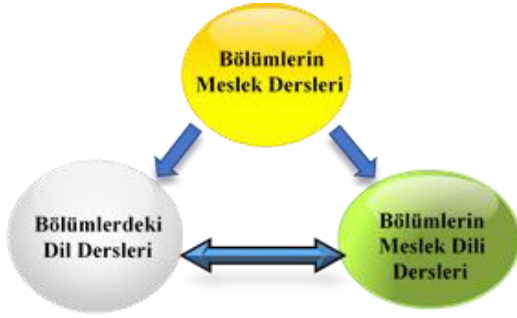 Bölümlerin
Meslek Dersleri
Bölümlerdeki
Dil Dersleri
Bölümlerin
Meslek Dili
Dersleri